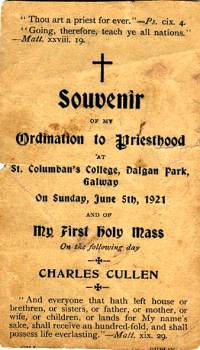 " Thou art a priest for ever."—Ps. cix. 4.
"Going, therefore, teach ye all nations."
—Matt. xxviii. 19.
Souvenir
OF MY
Ordination to Priesthood
AT
St. Columban's College, Dalgan Park,
Galway
On Sunday, June 5th, 1921
AND OF
My First Holy Mass
On the following day
CHARLES CULLEN
" And everyone that hath left house or
brethren, or sisters, or father, or mother, or
wife, or children, or lands for My name's
sake, shall receive an hundred-fold, and shall
possess life everlasting."—Matt. xix. 29.